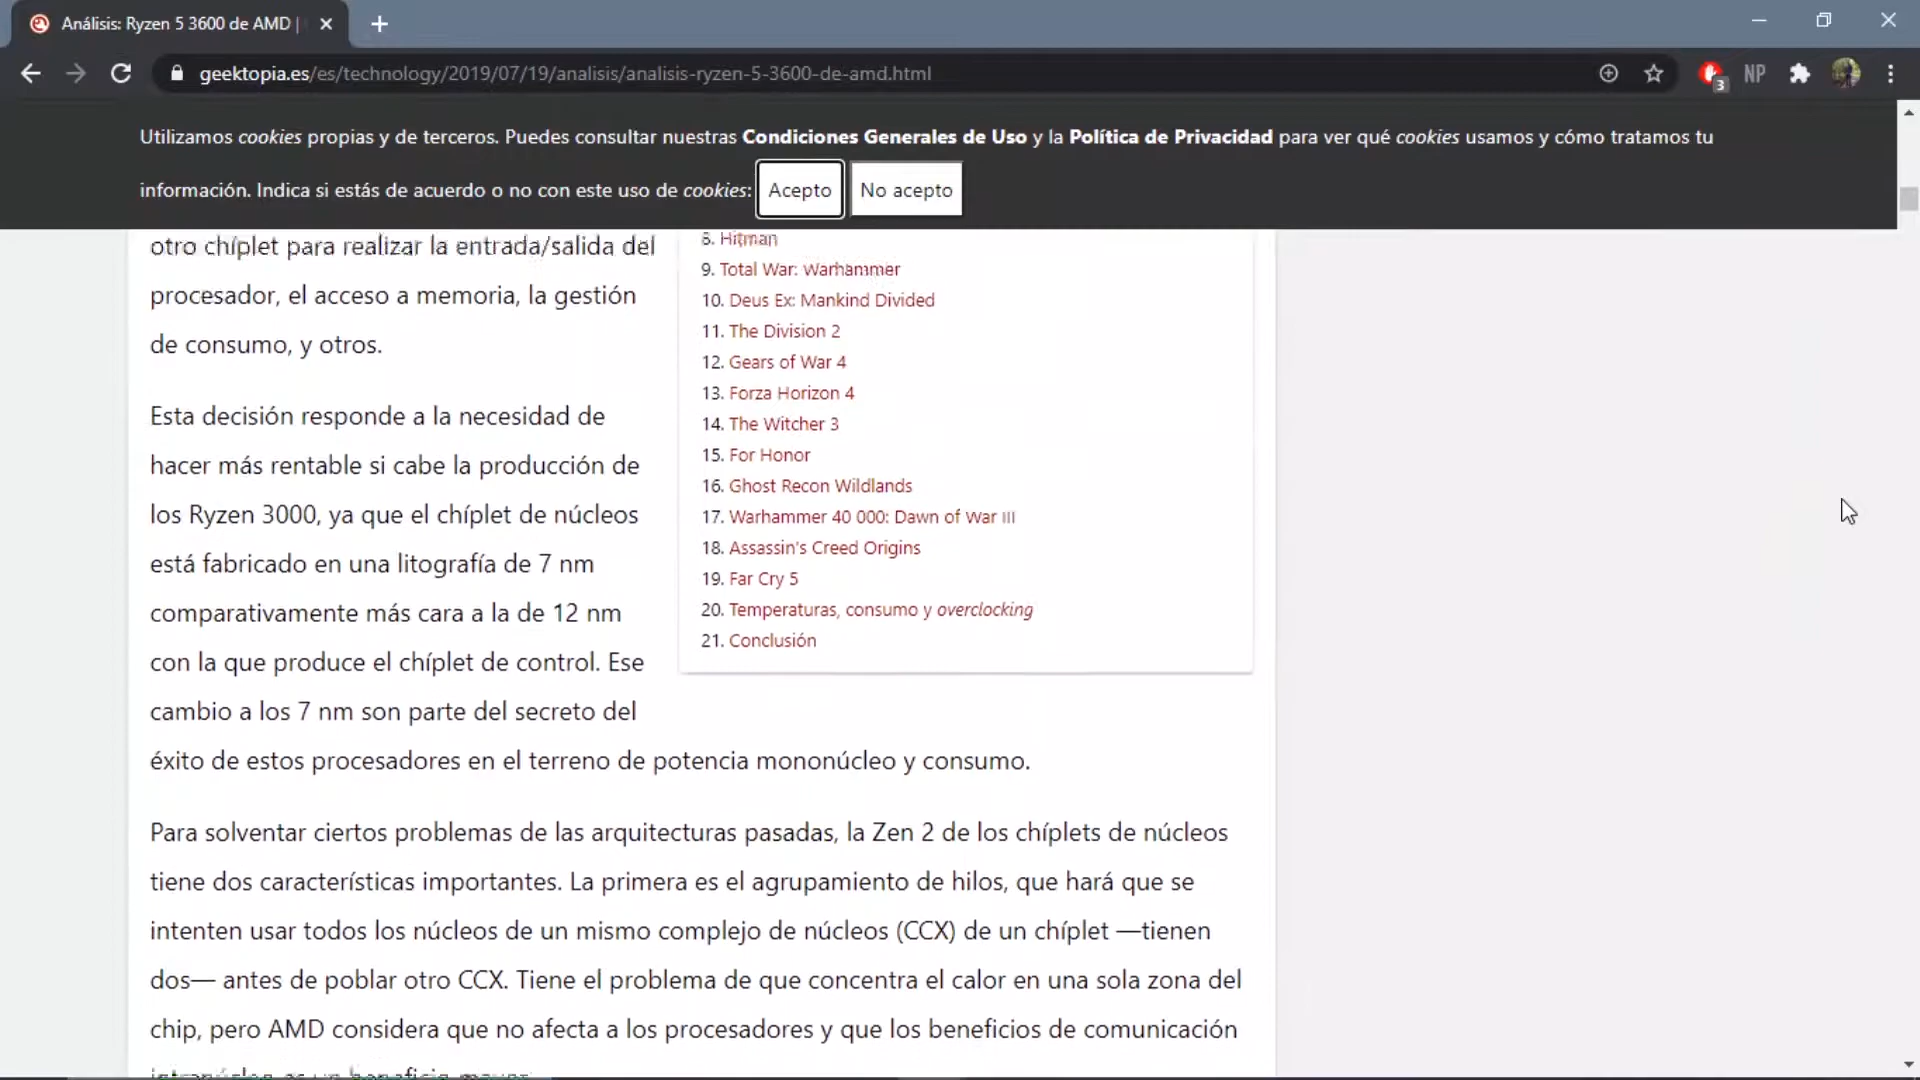 Análisis: Ryzen 5 3600 de AMD |
geektopia.es/es/technology/2019/07/19/analisis/analisis-ryzen-5-3600-de-amd.html
3
NP
Utilizamos cookies propias y de terceros. Puedes consultar nuestras Condiciones Generales de Uso y la Política de Privacidad para ver qué cookies usamos y cómo tratamos tu
información. Indica si estás de acuerdo o no con este uso de cookies: Acepto No acepto
otro chíplet para realizar la entrada/salida del
procesador, el acceso a memoria, la gestión
de consumo, y otros.
Esta decisión responde a la necesidad de
hacer más rentable si cabe la producción de
los Ryzen 3000, ya que el chíplet de núcleos
está fabricado en una litografía de 7 nm
comparativamente más cara a la de 12 nm
con la que produce el chíplet de control. Ese
cambio a los 7 nm son parte del secreto del
éxito de estos procesadores en el terreno de potencia mononúcleo y consumo.
8. Hitman
9. Total War: Warhammer
10. Deus Ex: Mankind Divided
11. The Division 2
12. Gears of War 4
13. Forza Horizon 4
14. The Witcher 3
15. For Honor
16. Ghost Recon Wildlands
17. Warhammer 40 000: Dawn of War III
18. Assassin's Creed Origins
19. Far Cry 5
20. Temperaturas, consumo y overclocking
21. Conclusión
Para solventar ciertos problemas de las arquitecturas pasadas, la Zen 2 de los chíplets de núcleos
tiene dos características importantes. La primera es el agrupamiento de hilos, que hará que se
intenten usar todos los núcleos de un mismo complejo de núcleos (CCX) de un chíplet —tienen
dos— antes de poblar otro CCX. Tiene el problema de que concentra el calor en una sola zona del
chip, pero AMD considera que no afecta a los procesadores y que los beneficios de comunicación